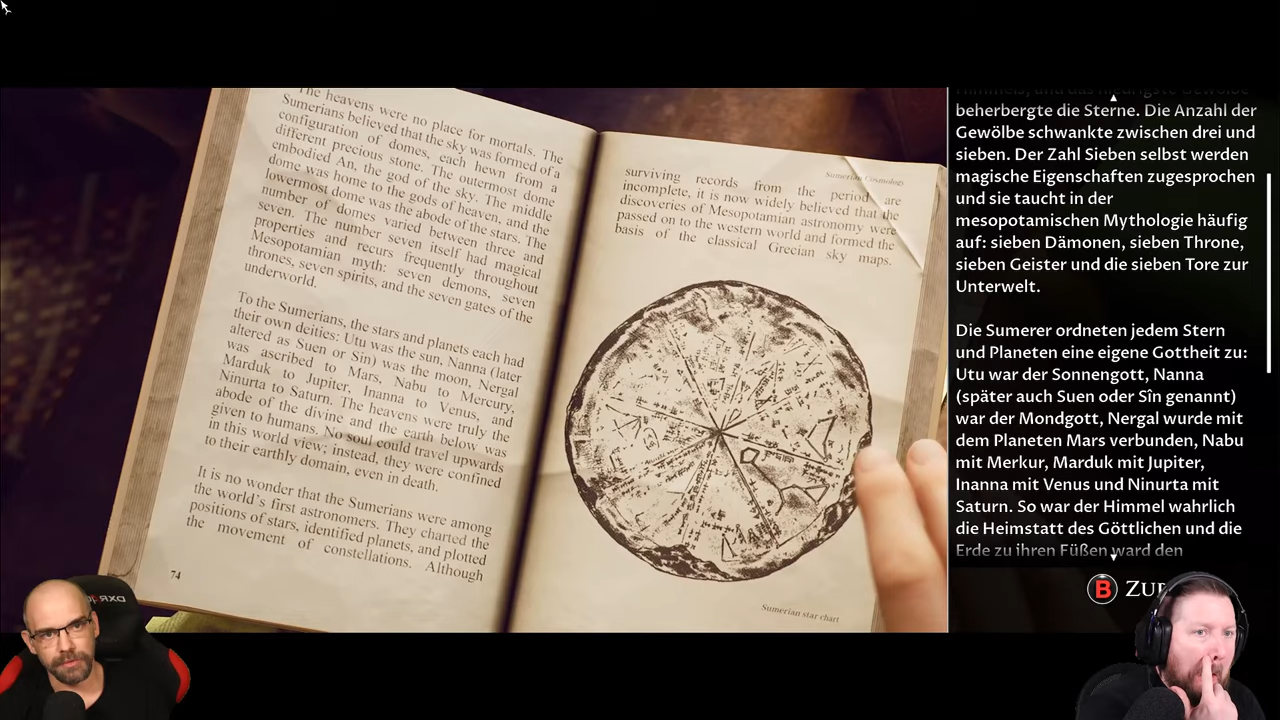 The heavens were no place for mortals. The
Sumerians believed that the sky was formed of a
configuration of domes, each hewn from a
different precious stone. The outermost dome
embodied An, the god of the sky. The middle
dome was home to the gods of heaven, and the
lowermost dome was the abode of the stars. The
number of domes varied between three and
seven. The number seven itself had magical
properties and recurs frequently throughout
Mesopotamian myth: seven demons, seven
thrones, seven spirits, and the seven gates of the
underworld.
To the Sumerians, the stars and planets each had
their own deities: Utu was the sun, Nanna (later
altered as Suen or Sin) was the moon, Nergal
was ascribed to Mars, Nabu to Mercury,
Marduk to Jupiter, Inanna to Venus, and
Ninurta to Saturn. The heavens were truly the
abode of the divine and the earth below was
given to humans. No soul could travel upwards
in this world view; instead, they were confined
to their earthly domain, even in death.
It is no wonder that the Sumerians were among
the world's first astronomers. They charted the
positions of stars, identified planets, and plotted
the movement of constellations. Although
74
Sumerian Cosmology
surviving records from the period are
incomplete, it is now widely believed that the
discoveries of Mesopotamian astronomy were
passed on to the western world and formed the
basis of the classical Grecian sky maps.
Sumerian star chart
Himmels, und das niedrigste Gewölbe
beherbergte die Sterne. Die Anzahl der
Gewölbe schwankte zwischen drei und
sieben. Der Zahl Sieben selbst werden
magische Eigenschaften zugesprochen
und sie taucht in der
mesopotamischen Mythologie häufig
auf: sieben Dämonen, sieben Throne,
sieben Geister und die sieben Tore zur
Unterwelt.
Die Sumerer ordneten jedem Stern
und Planeten eine eigene Gottheit zu:
Utu war der Sonnengott, Nanna
(später auch Suen oder Sîn genannt)
war der Mondgott, Nergal wurde mit
dem Planeten Mars verbunden, Nabu
mit Merkur, Marduk mit Jupiter,
Inanna mit Venus und Ninurta mit
Saturn. So war der Himmel wahrlich
die Heimstatt des Göttlichen und die
Erde zu ihren Füßen ward den
B